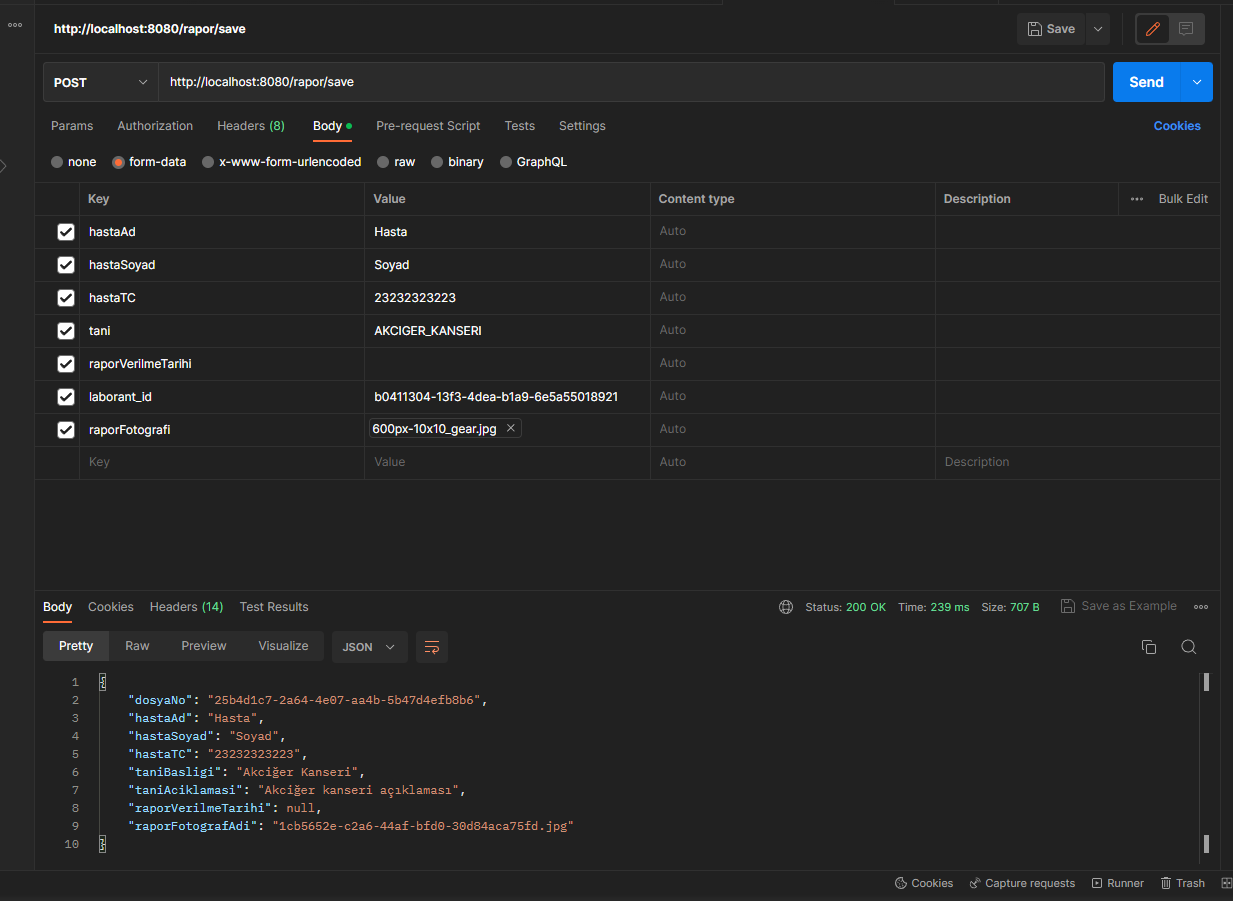 http://localhost:8080/rapor/save
Save
POST
http://localhost:8080/rapor/save
Send
Params Authorization Headers (8) Body Pre-request Script Tests Settings Cookies
none form-data x-www-form-urlencoded raw binary GraphQL
Key Value Content type Description Bulk Edit
hastaAd Hasta Auto
hastaSoyad Soyad Auto
hastaTC 23232323223 Auto
tani AKCIGER_KANSERI Auto
raporVerilmeTarihi Auto
laborant_id b0411304-13f3-4dea-b1a9-6e5a55018921 Auto
raporFotografi 600px-10x10_gear.jpg Auto
Key Value Auto Description
Body Cookies Headers (14) Test Results Status: 200 OK Time: 239 ms Size: 707 B Save as Example
Pretty Raw Preview Visualize JSON
1 {
2 "dosyaNo": "25b4d1c7-2a64-4e07-aa4b-5b47d4efb8b6",
3 "hastaAd": "Hasta",
4 "hastaSoyad": "Soyad",
5 "hastaTC": "23232323223",
6 "taniBasligi": "Akciğer Kanseri",
7 "taniAciklamasi": "Akciğer kanseri açıklaması",
8 "raporVerilmeTarihi": null,
9 "raporFotografAdi": "1cb5652e-c2a6-44af-bfd0-30d84aca75fd.jpg"
10 }
Cookies Capture requests Runner Trash